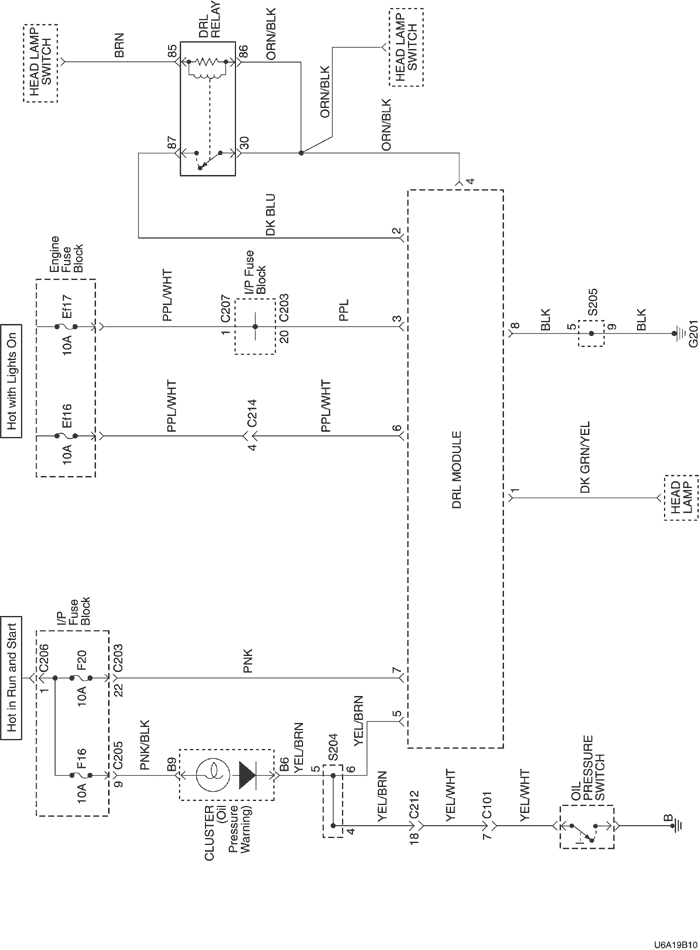 Hot in Run and Start
Hot with Lights On
I/P
Fuse
Block
Engine
Fuse
Block
HEAD LAMP
SWITCH
1
C206
F16
10A
F20
10A
Ef16
10A
Ef17
10A
9
C205
22
C203
BRN
PNK/BLK
PPL/WHT
PPL/WHT
B9
CLUSTER
(Oil
Pressure
Warning)
B6
4
C214
1
C207
I/P Fuse
Block
20
C203
87
85
DRL
RELAY
30
86
YEL/BRN
PNK
PPL/WHT
PPL
DK BLU
ORN/BLK
ORN/BLK
ORN/BLK
HEAD LAMP
SWITCH
5
S204
4
6
YEL/BRN
YEL/BRN
5
7
6
3
2
4
DRL MODULE
18
C212
YEL/WHT
7
C101
YEL/WHT
1
8
DK GRN/YEL
BLK
5
S205
9
BLK
OIL
PRESSURE
SWITCH
B
HEAD
LAMP
G201
U6A19B10